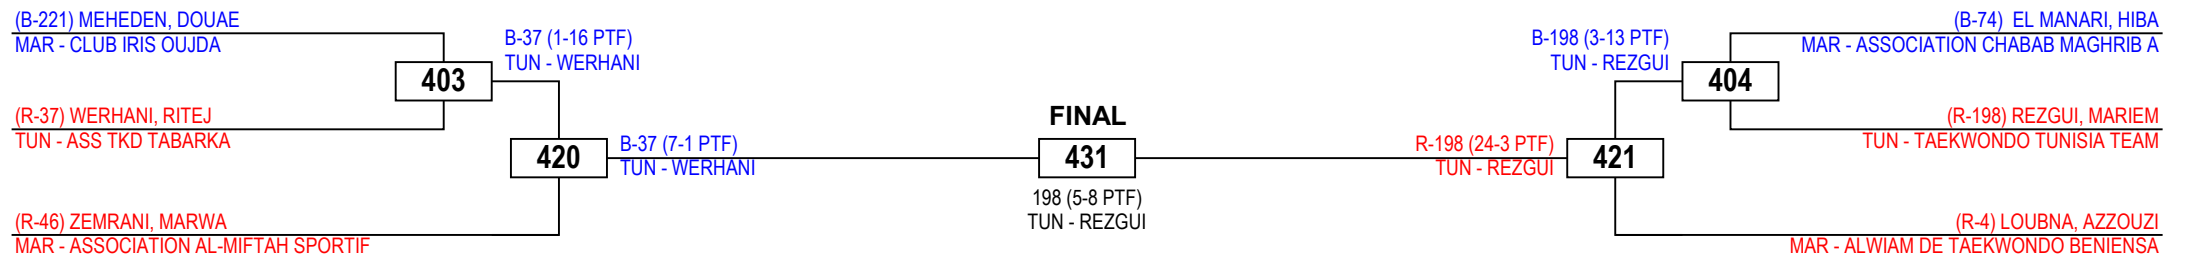 (B-221) MEHEDEN, DOUAE
MAR - CLUB IRIS OUJDA
403
(R-37) WERHANI, RITEJ
TUN - ASS TKD TABARKA
B-37 (1-16 PTF)
TUN - WERHANI
420
(R-46) ZEMRANI, MARWA
MAR - ASSOCIATION AL-MIFTAH SPORTIF
B-37 (7-1 PTF)
TUN - WERHANI
FINAL
431
198 (5-8 PTF)
TUN - REZGUI
R-198 (24-3 PTF)
TUN - REZGUI
421
B-198 (3-13 PTF)
TUN - REZGUI
404
(B-74) EL MANARI, HIBA
MAR - ASSOCIATION CHABAB MAGHRIB A
(R-198) REZGUI, MARIEM
TUN - TAEKWONDO TUNISIA TEAM
(R-4) LOUBNA, AZZOUZI
MAR - ALWIAM DE TAEKWONDO BENIENSA